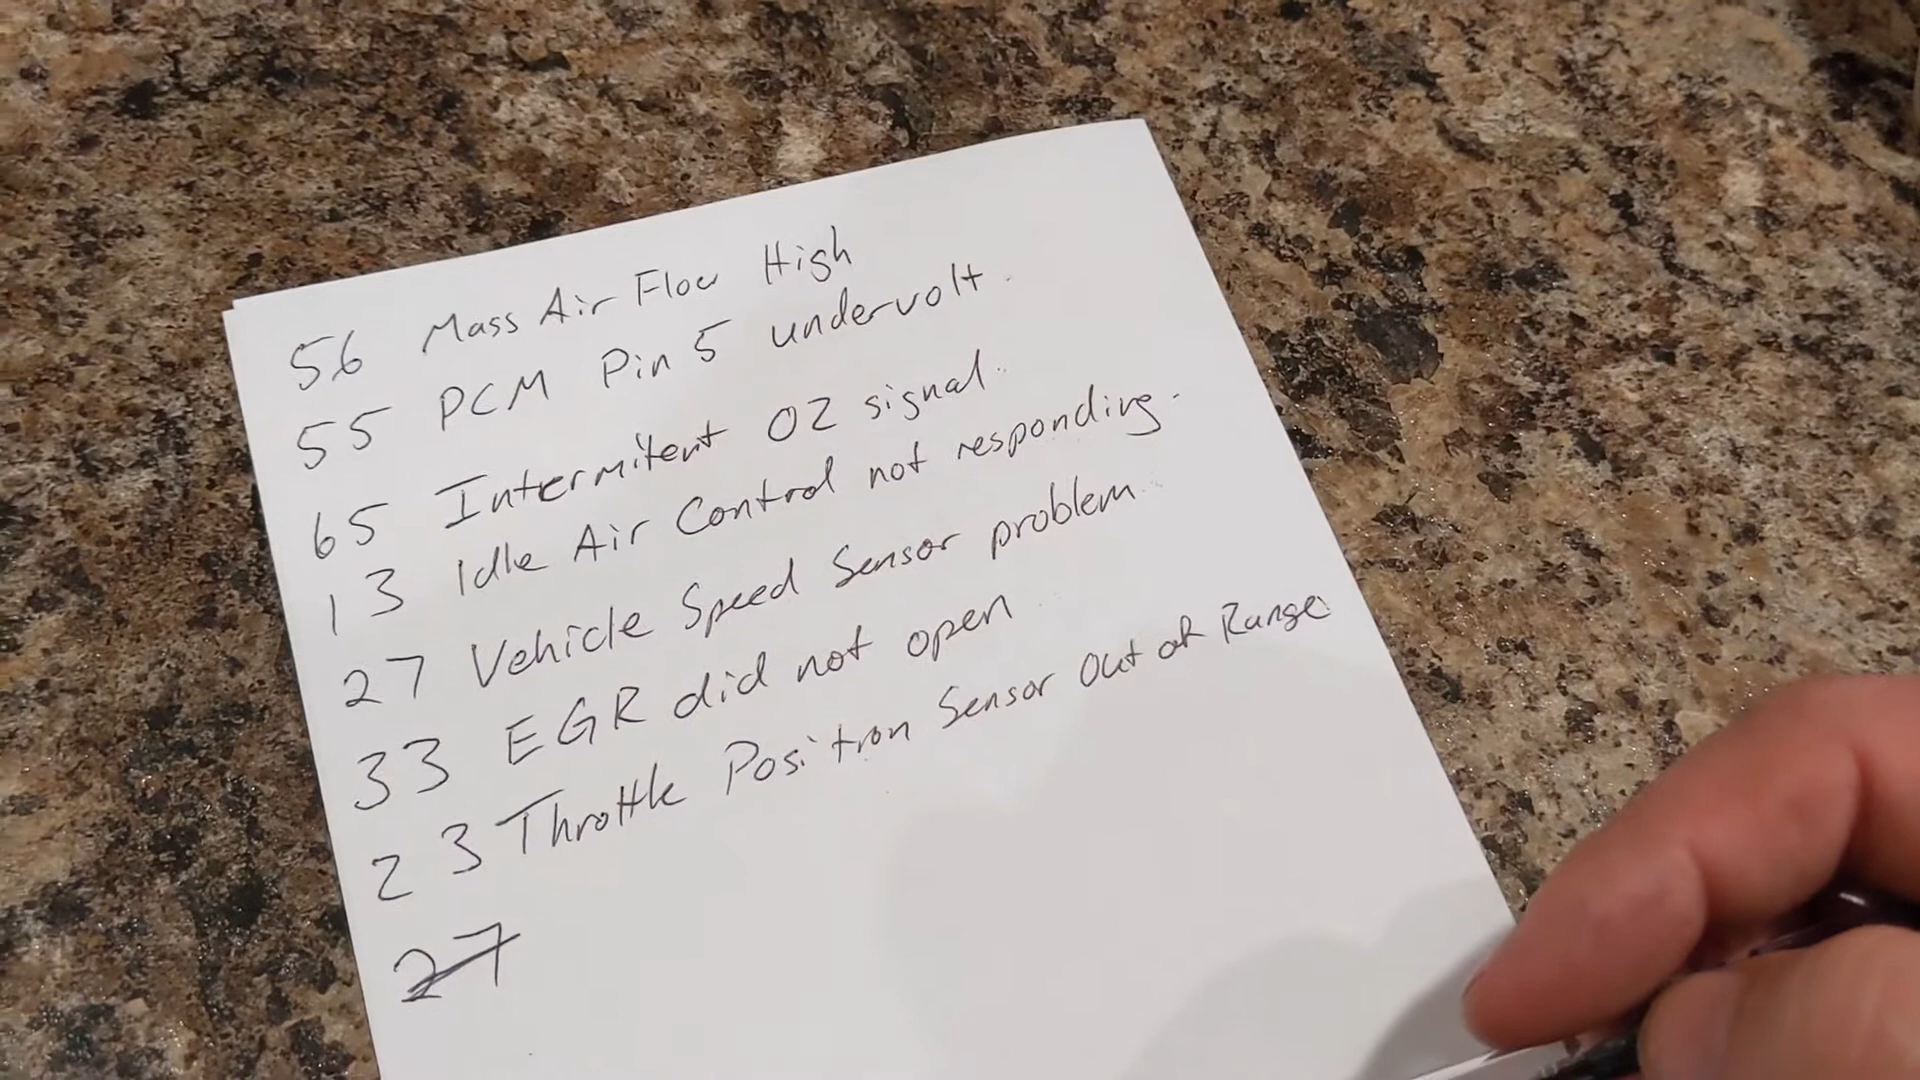 56 Mass Air Flow High
55 PCM Pin 5 undervolt.
65 Intermitent O2 signal.
13 Idle Air Control not responding.
27 Vehicle Speed Sensor problem.
33 EGR did not open
23 Throttle Position Sensor Out of Range
27